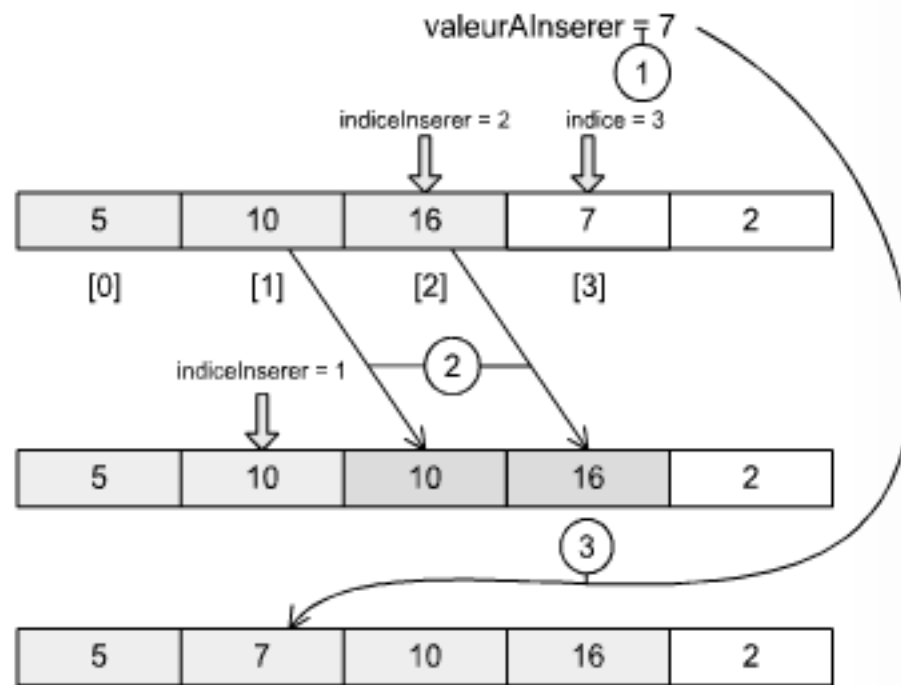 valeurAInserer = 7
1
indiceInserer = 2 indice = 3
5 10 16 7 2
[0] [1] [2] [3]
2
indiceInserer = 1
5 10 10 16 2
3
5 7 10 16 2